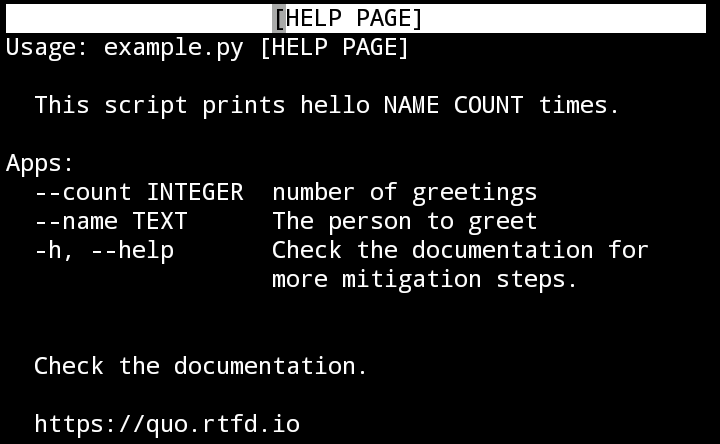 [HELP PAGE]
Usage: example.py [HELP PAGE]
This script prints hello NAME COUNT times.
Apps:
--count INTEGER  number of greetings
--name TEXT      The person to greet
-h, --help       Check the documentation for
more mitigation steps.
Check the documentation.
https://quo.rtfd.io